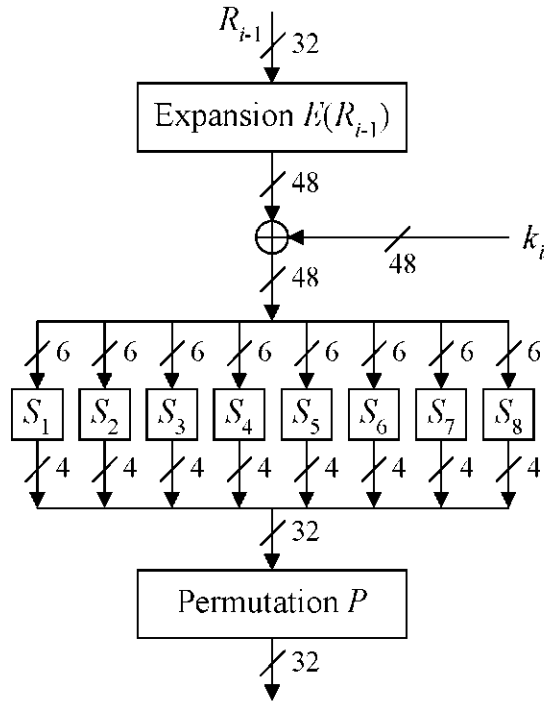 R_{i-1}
32
Expansion E(R_{i-1})
48
48 k_i
48
6 6 6 6 6 6 6 6
S_1 S_2 S_3 S_4 S_5 S_6 S_7 S_8
4 4 4 4 4 4 4 4
32
Permutation P
32